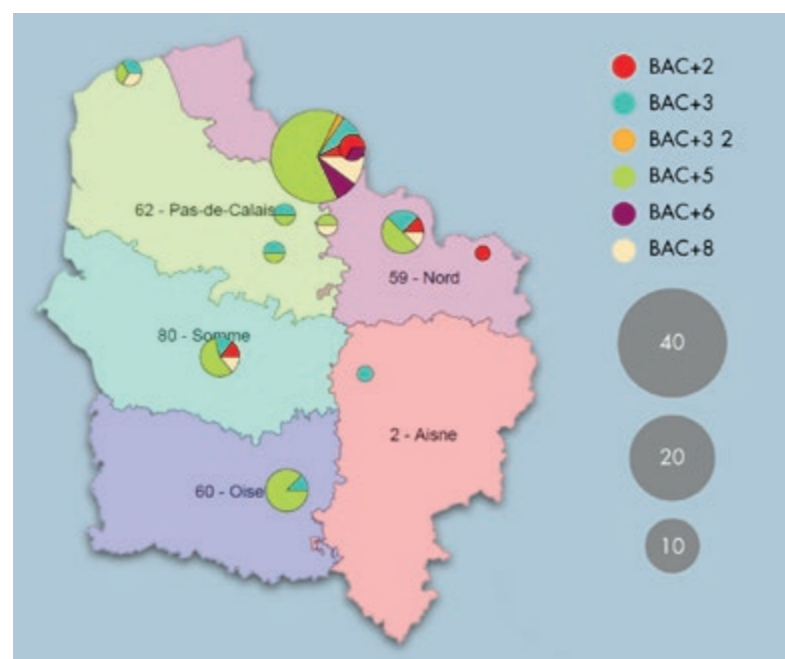 BAC+2
BAC+3
BAC+3 2
BAC+5
BAC+6
BAC+8
62 - Pas-de-Calais
59 - Nord
80 - Somme
2 - Aisne
60 - Oise
40
20
10